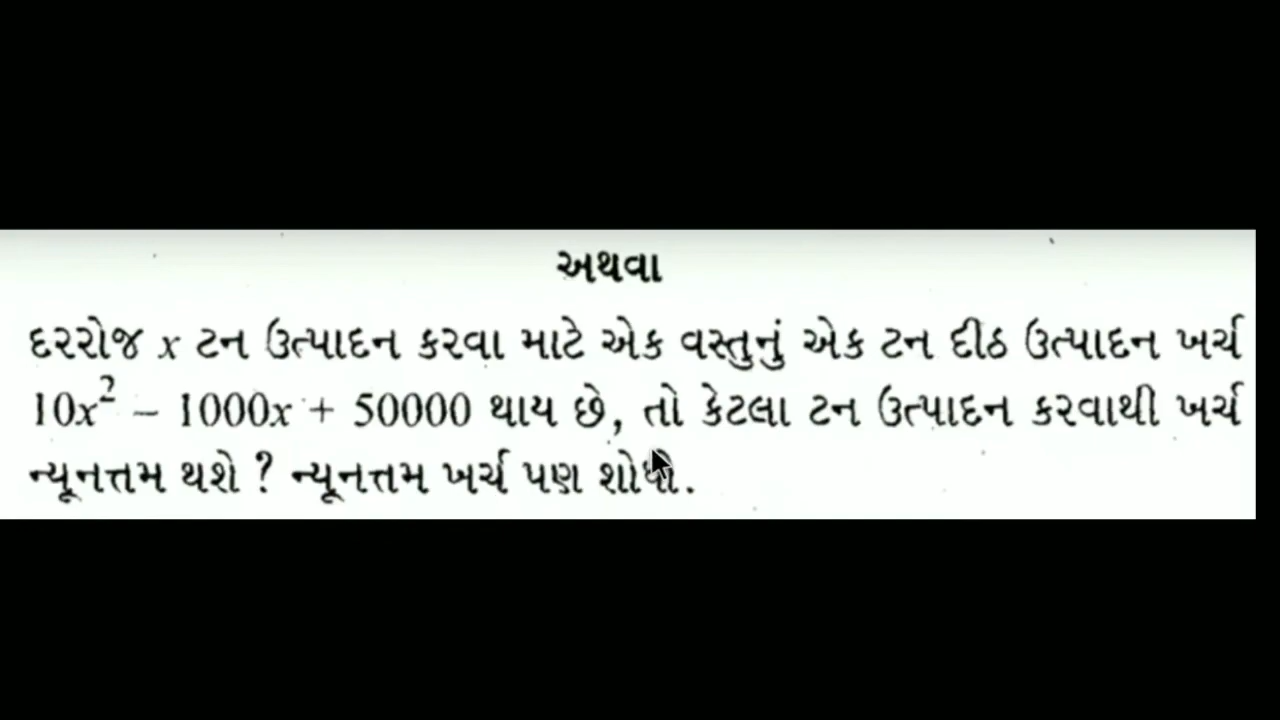 અથવા
દરરોજ x ટન ઉત્પાદન કરવા માટે એક વસ્તુનું એક ટન દીઠ ઉત્પાદન ખર્ચ
10x² – 1000x + 50000 થાય છે, તો કેટલા ટન ઉત્પાદન કરવાથી ખર્ચ
ન્યૂનત્તમ થશે ? ન્યૂનત્તમ ખર્ચ પણ શોધો.